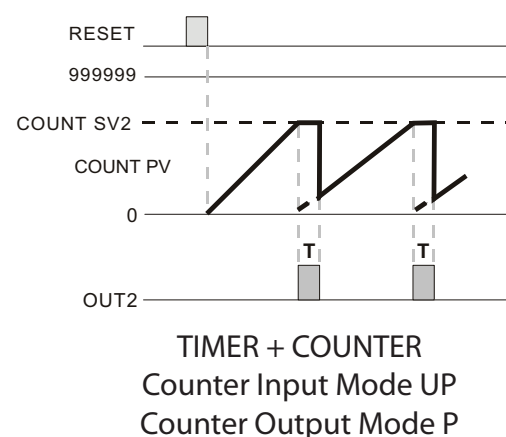 RESET
999999
COUNT SV2
COUNT PV
0
T T
OUT2
TIMER + COUNTER
Counter Input Mode UP
Counter Output Mode P